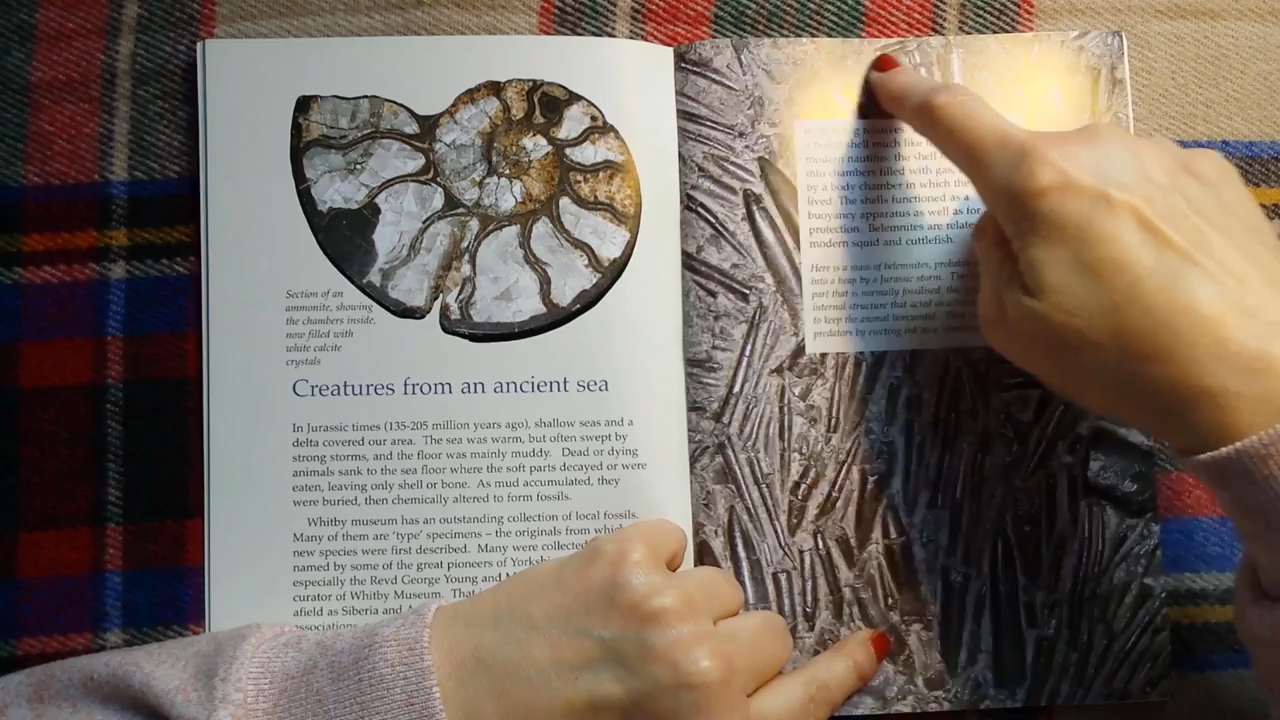 Section of an
ammonite, showing
the chambers inside,
now filled with
white calcite
crystals
Creatures from an ancient sea
In Jurassic times (135-205 million years ago), shallow seas and a
delta covered our area. The sea was warm, but often swept by
strong storms, and the floor was mainly muddy. Dead or dying
animals sank to the sea floor where the soft parts decayed or were
eaten, leaving only shell or bone. As mud accumulated, they
were buried, then chemically altered to form fossils.
Whitby museum has an outstanding collection of local fossils.
Many of them are 'type' specimens – the originals from which
new species were first described. Many were collected
named by some of the great pioneers of
especially the Revd George Young and
curator of Whitby Museum.
afield as Siberia and
associations
relatives
shell much like
modern nautilus; the shell
into chambers filled with gas,
by a body chamber in which the
lived. The shells functioned as a
buoyancy apparatus as well as for
protection. Belemnites are
modern squid and cuttlefish.
Here is a mass of belemnites,
into a heap by a Jurassic storm.
part that is normally fossilised
internal structure that acted
to keep the animal horizontal.
predators by ejecting ink